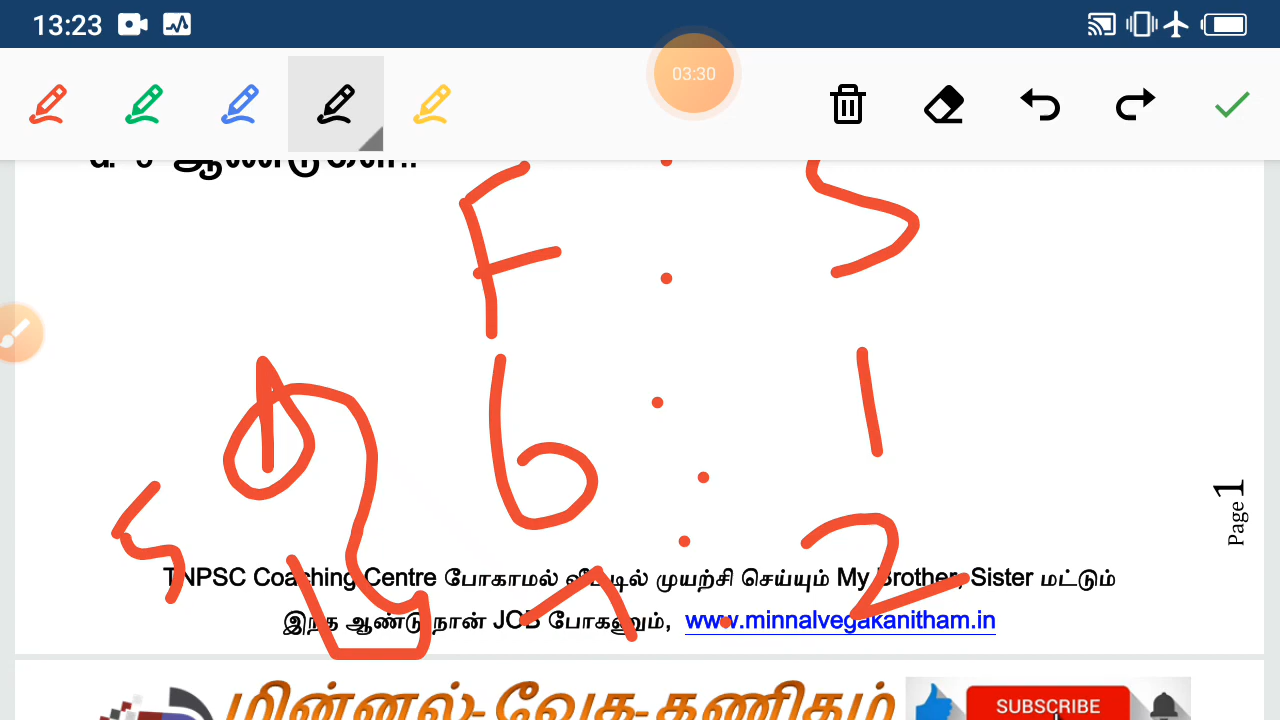 13:23
03:30
F : S
6 : 1
: 2
Page 1
TNPSC Coaching Centre போகாமல் வீட்டில் முயற்சி செய்யும் My Brother, Sister மட்டும்
இந்த ஆண்டு நான் JOB போகணும், www.minnalvegakanitham.in
மின்னல்-வேக-கணிதம்
SUBSCRIBE